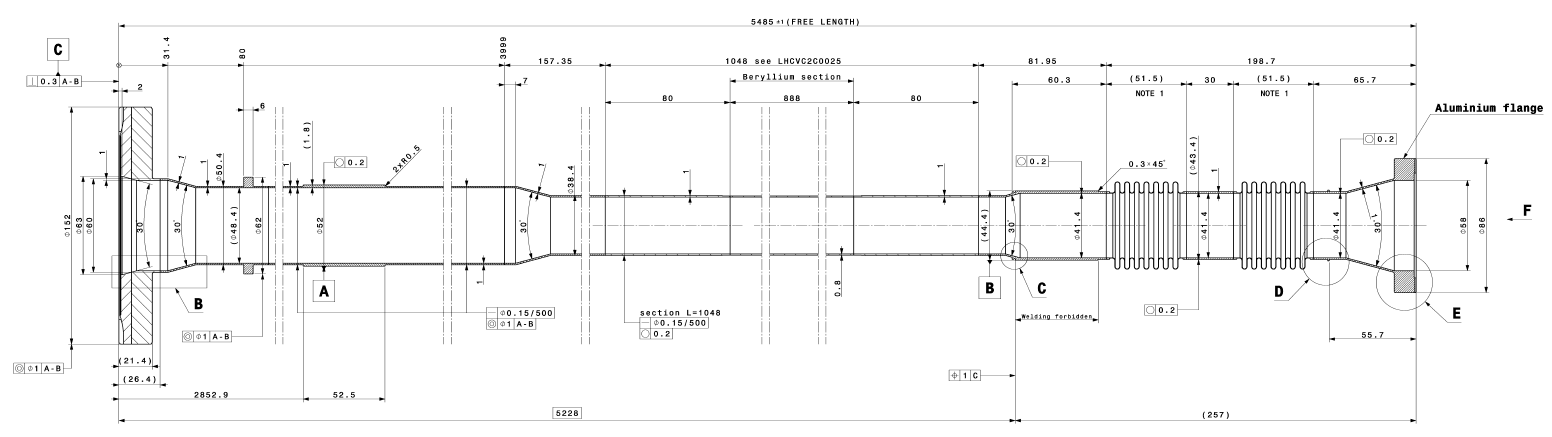 5485 ±1 (FREE LENGTH)
C
31.4
80
3999
157.35
1048 see LHCVC2C0025
81.95
198.7
⊥ 0.3 A-B
2
7
Beryllium section
60.3
(51.5)
30
(51.5)
65.7
NOTE 1
NOTE 1
6
80
888
80
Aluminium flange
(1.8)
○ 0.2
2xR0.5
○ 0.2
○ 0.2
0.3×45°
(⌀43.4)
1
1
1
⌀50.4
1
1
⌀38.4
1
1
1
⌀152
⌀63
⌀60
30°
30°
(⌀48.4)
⌀62
⌀52
30°
(44.4)
30°
⌀41.4
⌀41.4
⌀41.4
30°
1
⌀58
⌀86
F
B
A
1
0.8
B
C
D
E
⌀0.15/500
◎ ⌀1 A-B
section L=1048
⌀0.15/500
○ 0.2
Welding forbidden
○ 0.2
◎ ⌀1 A-B
55.7
◎ ⌀1 A-B
(21.4)
(26.4)
⌖ 1 C
2852.9
52.5
5228
(257)